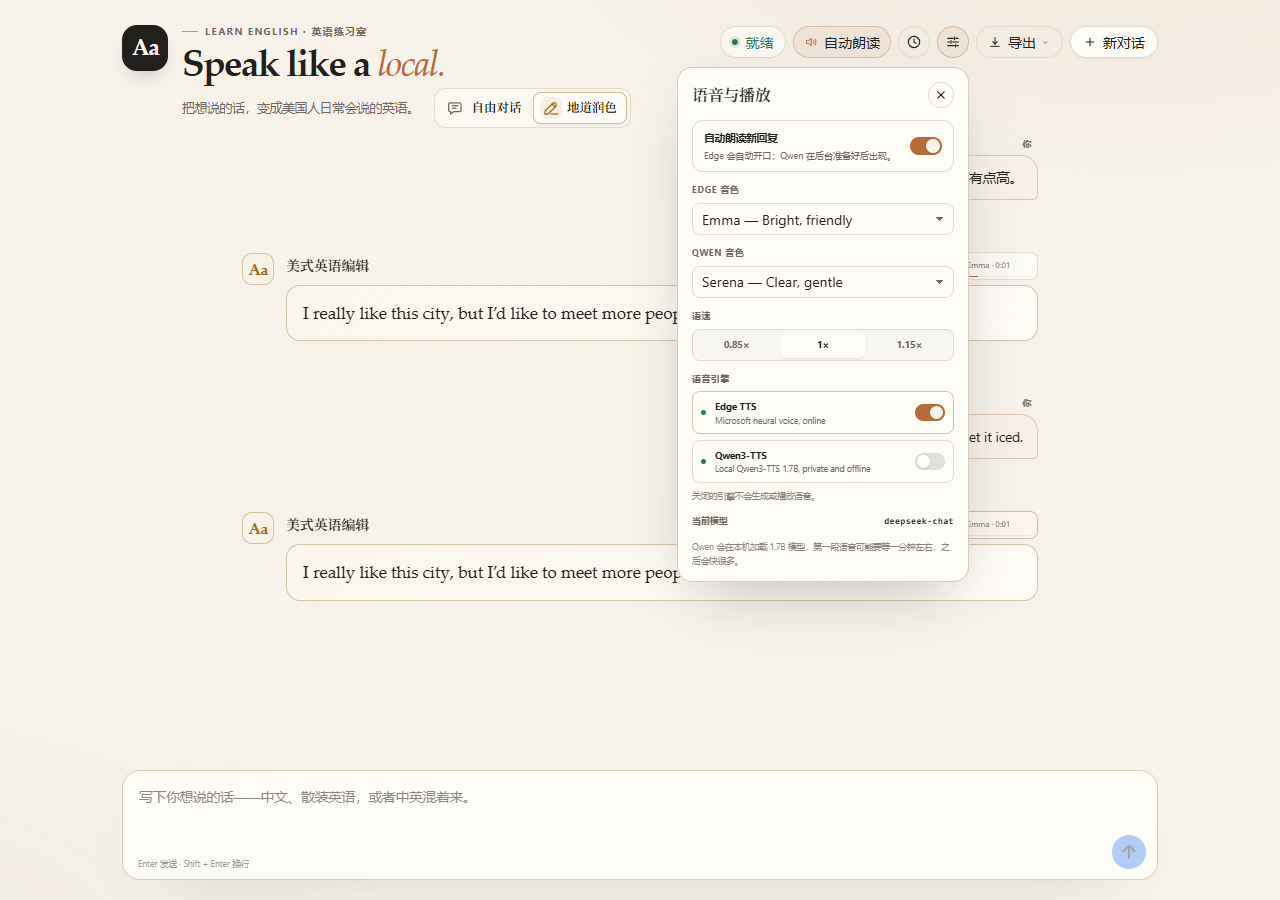 Aa
LEARN ENGLISH · 英语练习室
Speak like a local.
把想说的话，变成美国人日常会说的英语。
自由对话
地道润色
就绪
自动朗读
导出
新对话
语音与播放
自动朗读新回复
Edge 会自动开口；Qwen 在后台准备好后出现。
EDGE 音色
Emma — Bright, friendly
QWEN 音色
Serena — Clear, gentle
语速
0.85×
1×
1.15×
语音引擎
Edge TTS
Microsoft neural voice, online
Qwen3-TTS
Local Qwen3-TTS 1.7B, private and offline
关闭的引擎不会生成或播放语音。
当前模型
deepseek-chat
Qwen 会在本机加载 1.7B 模型，第一段语音可能要等一分钟左右，之
后会快很多。
你
有点高。
Aa
美式英语编辑
Emma · 0:01
I really like this city, but I’d like to meet more peop
你
et it iced.
Aa
美式英语编辑
Emma · 0:01
I really like this city, but I’d like to meet more peop
写下你想说的话——中文、散装英语，或者中英混着来。
Enter 发送 · Shift + Enter 换行